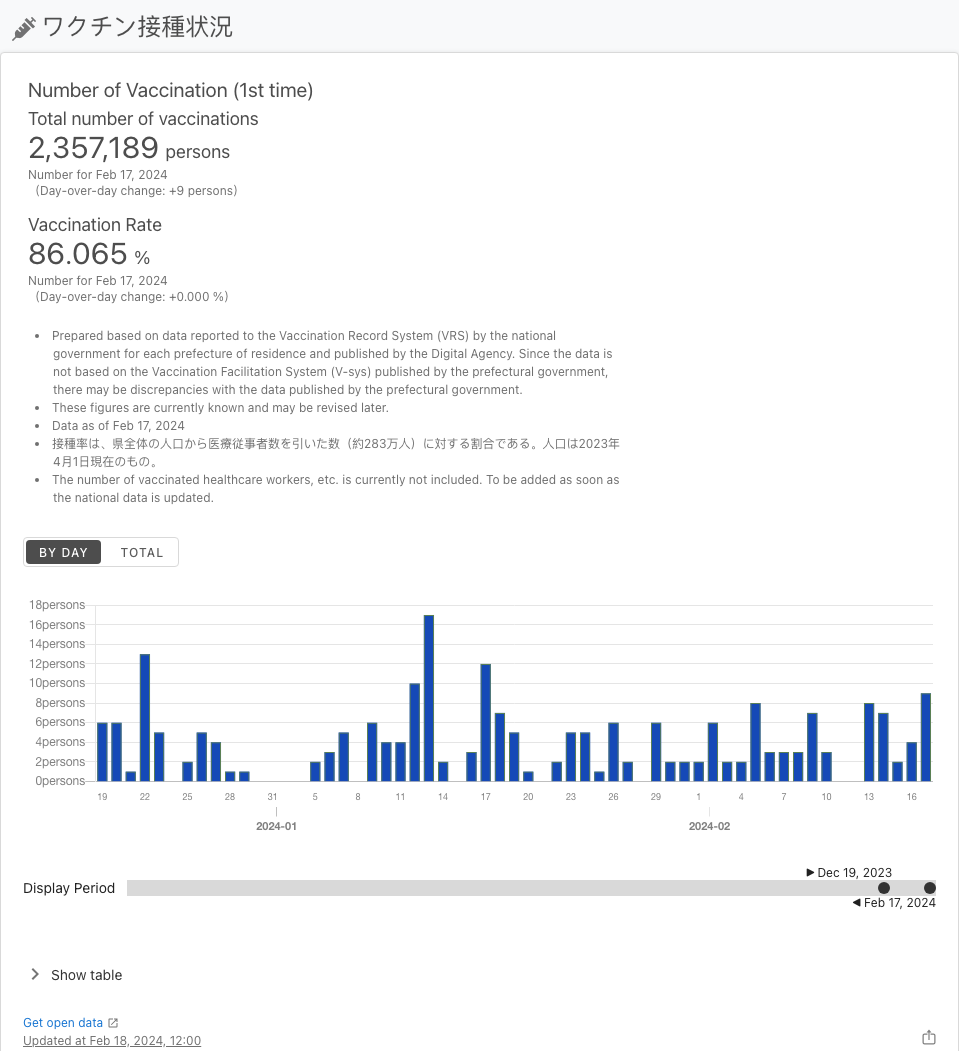 ワクチン接種状況
Number of Vaccination (1st time)
Total number of vaccinations
2,357,189 persons
Number for Feb 17, 2024
(Day-over-day change: +9 persons)
Vaccination Rate
86.065 %
Number for Feb 17, 2024
(Day-over-day change: +0.000 %)
• Prepared based on data reported to the Vaccination Record System (VRS) by the national
government for each prefecture of residence and published by the Digital Agency. Since the data is
not based on the Vaccination Facilitation System (V-sys) published by the prefectural government,
there may be discrepancies with the data published by the prefectural government.
• These figures are currently known and may be revised later.
• Data as of Feb 17, 2024
• 接種率は、県全体の人口から医療従事者数を引いた数（約283万人）に対する割合である。人口は2023年
4月1日現在のもの。
• The number of vaccinated healthcare workers, etc. is currently not included. To be added as soon as
the national data is updated.
BY DAY TOTAL
18persons
16persons
14persons
12persons
10persons
8persons
6persons
4persons
2persons
0persons
19 22 25 28 31 5 8 11 14 17 20 23 26 29 1 4 7 10 13 16
2024-01 2024-02
▶ Dec 19, 2023
Display Period
◀ Feb 17, 2024
Show table
Get open data
Updated at Feb 18, 2024, 12:00